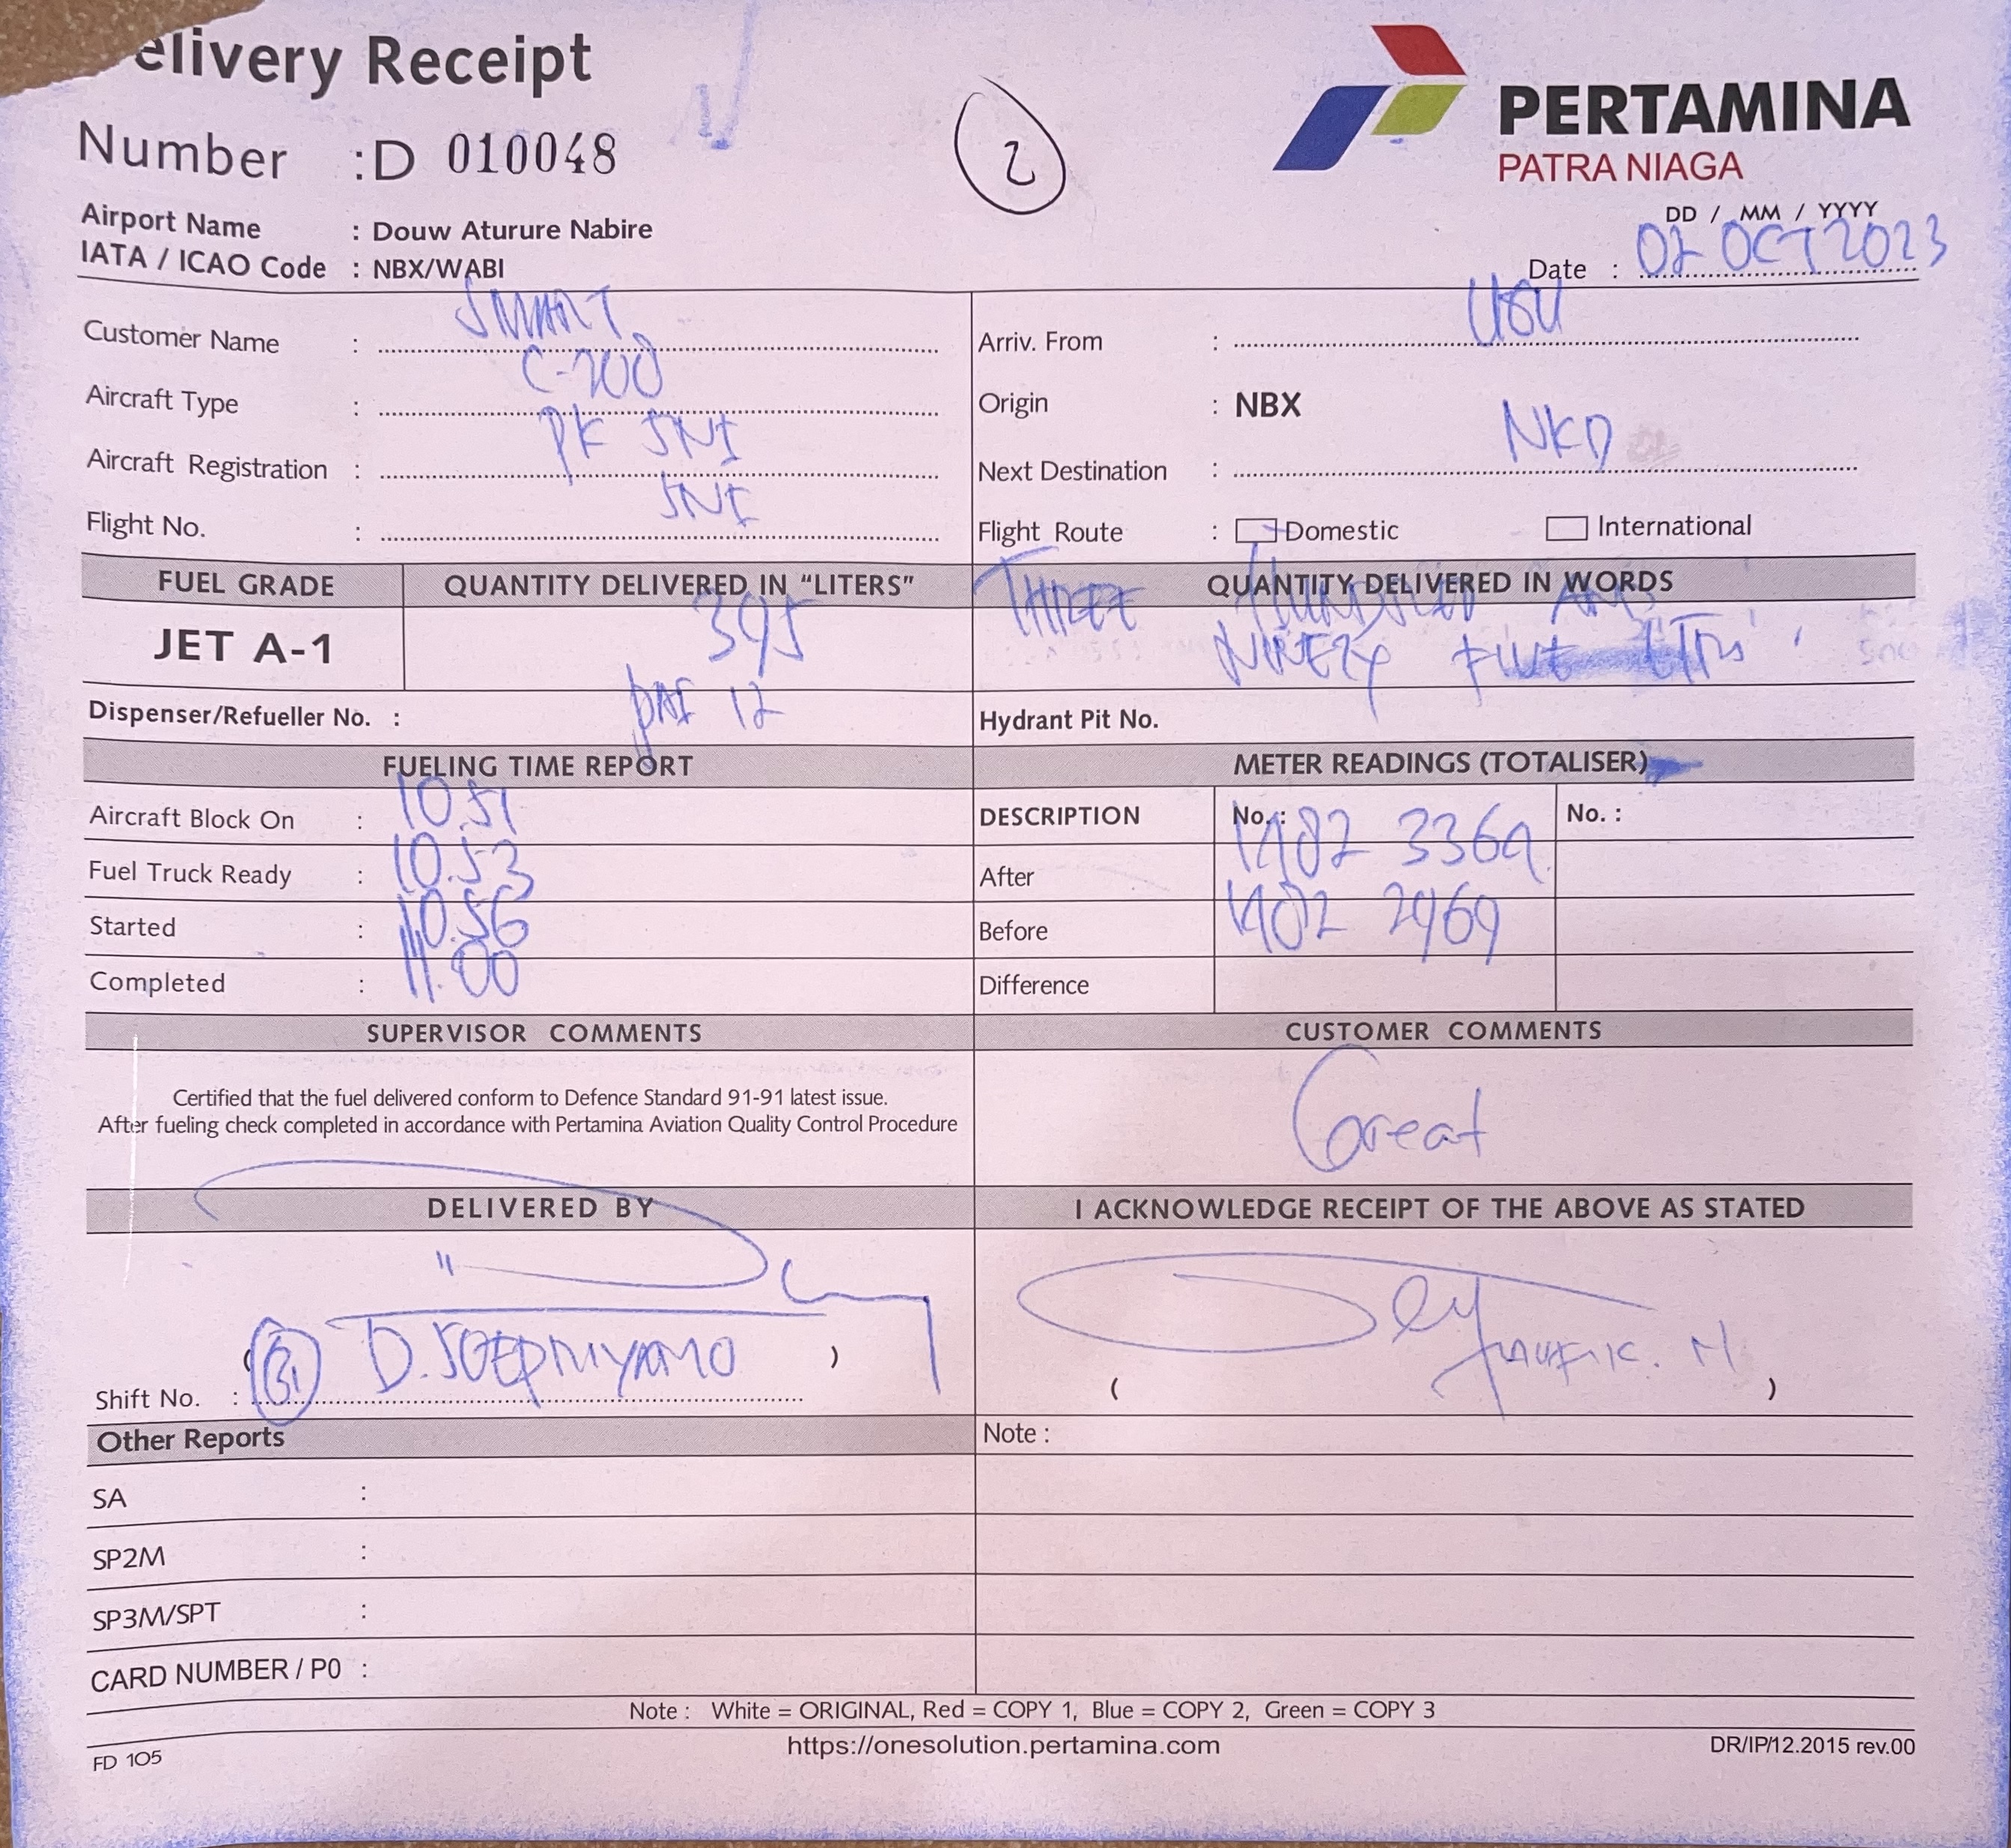 elivery Receipt
Number :D 010048
2
PERTAMINA
PATRA NIAGA
Airport Name : Douw Aturure Nabire
IATA / ICAO Code : NBX/WABI
DD / MM / YYYY
Date : 02 OCT 2023
Customer Name : SMART
Aircraft Type : C-208
Aircraft Registration : PK SNI
Flight No. : SNI
Arriv. From :
Origin : NBX
Next Destination : NKD
Flight Route : Domestic International
FUEL GRADE QUANTITY DELIVERED IN “LITERS” QUANTITY DELIVERED IN WORDS
JET A-1 395 THREE HUNDRED AND
NINETY FIVE LTRS
Dispenser/Refueller No. : 12 Hydrant Pit No.
FUELING TIME REPORT
Aircraft Block On : 10.51
Fuel Truck Ready : 10.53
Started : 10.56
Completed : 11.00
METER READINGS (TOTALISER)
DESCRIPTION No. : No. :
After 1402 3364
Before 1402 2969
Difference
SUPERVISOR COMMENTS
Certified that the fuel delivered conform to Defence Standard 91-91 latest issue.
After fueling check completed in accordance with Pertamina Aviation Quality Control Procedure
CUSTOMER COMMENTS
Great
DELIVERED BY
( D. SOEPRIYANO )
Shift No. :
I ACKNOWLEDGE RECEIPT OF THE ABOVE AS STATED
( TAUFIK. M )
Other Reports
SA :
SP2M :
SP3M/SPT :
CARD NUMBER / P0 :
Note :
Note : White = ORIGINAL, Red = COPY 1, Blue = COPY 2, Green = COPY 3
FD 105
https://onesolution.pertamina.com
DR/IP/12.2015 rev.00